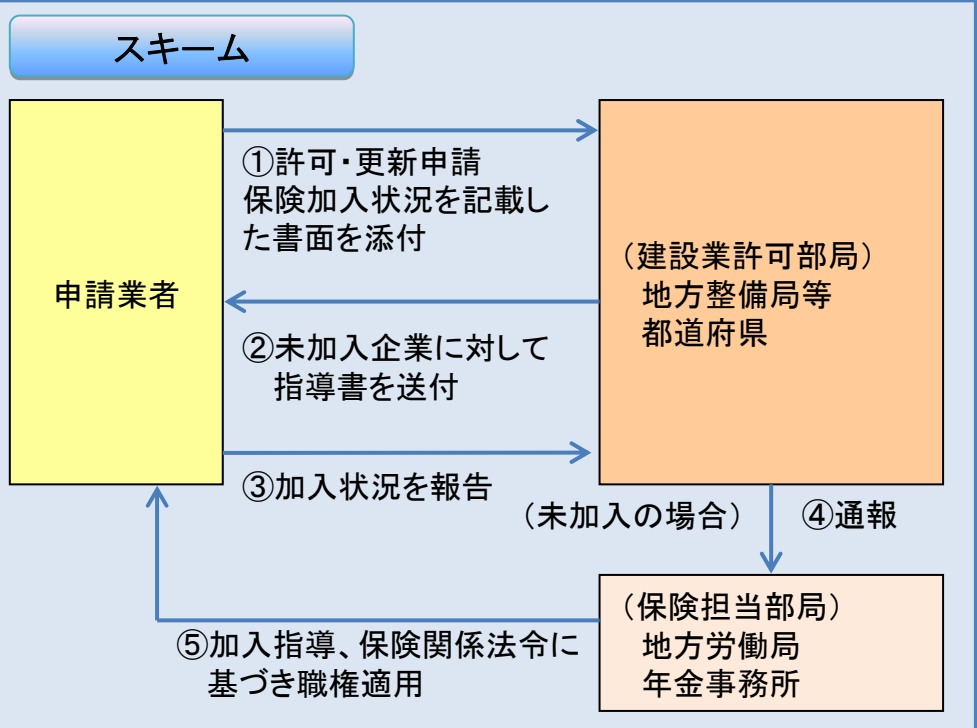 スキーム
①許可・更新申請
保険加入状況を記載し
た書面を添付
申請業者
(建設業許可部局)
地方整備局等
都道府県
②未加入企業に対して
指導書を送付
③加入状況を報告
(未加入の場合)
④通報
(保険担当部局)
地方労働局
年金事務所
⑤加入指導、保険関係法令に
基づき職権適用